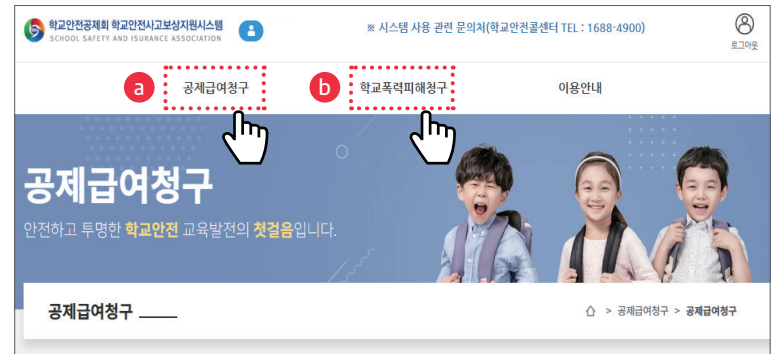 학교안전공제회 학교안전사고보상지원시스템
SCHOOL SAFETY AND ISURANCE ASSOCIATION
※ 시스템 사용 관련 문의처(학교안전콜센터 TEL : 1688-4900)
로그아웃
a 공제급여청구 b 학교폭력피해청구 이용안내
공제급여청구
안전하고 투명한 학교안전 교육발전의 첫걸음입니다.
공제급여청구 > 공제급여청구 > 공제급여청구